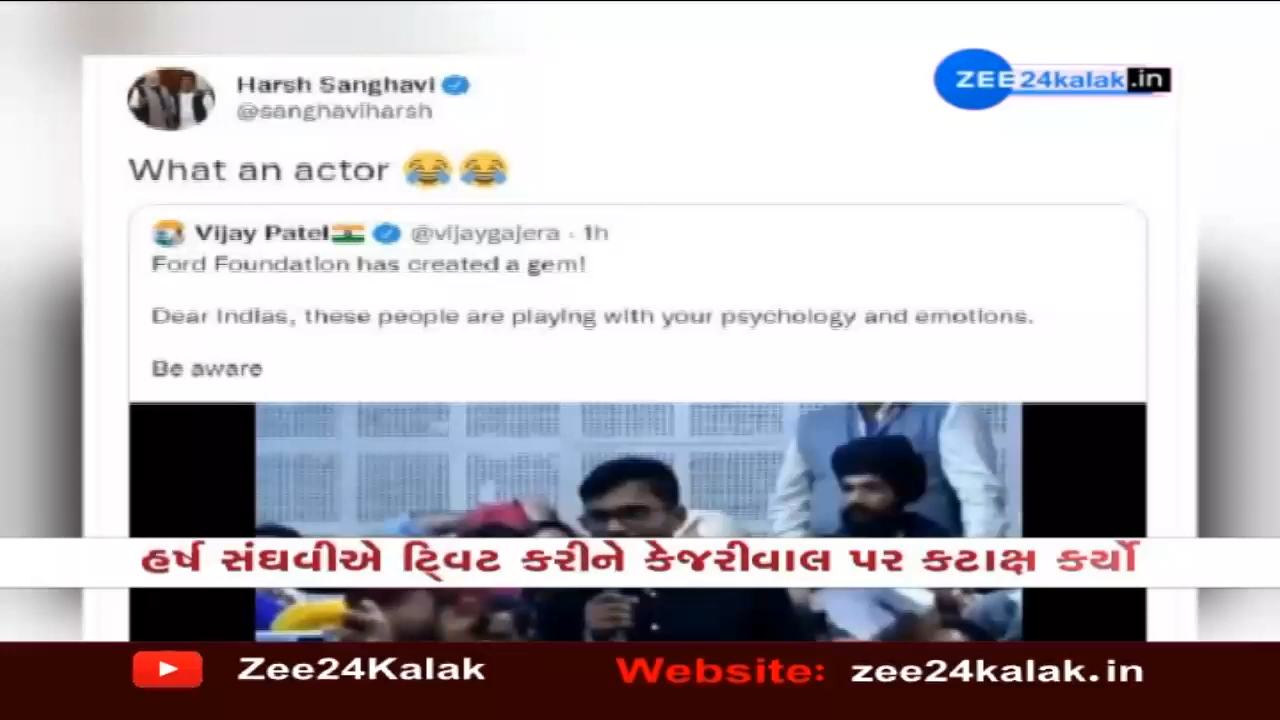 Harsh Sanghavi
@sanghaviharsh
ZEE24kalak.in
What an actor 😂😂
Vijay Patel🇮🇳 @vijaygajera · 1h
Ford Foundation has created a gem!
Dear Indias, these people are playing with your psychology and emotions.
Be aware
હર્ષ સંઘવીએ ટ્વિટ કરીને કેજરીવાલ પર કટાક્ષ કર્યો
Zee24Kalak Website: zee24kalak.in